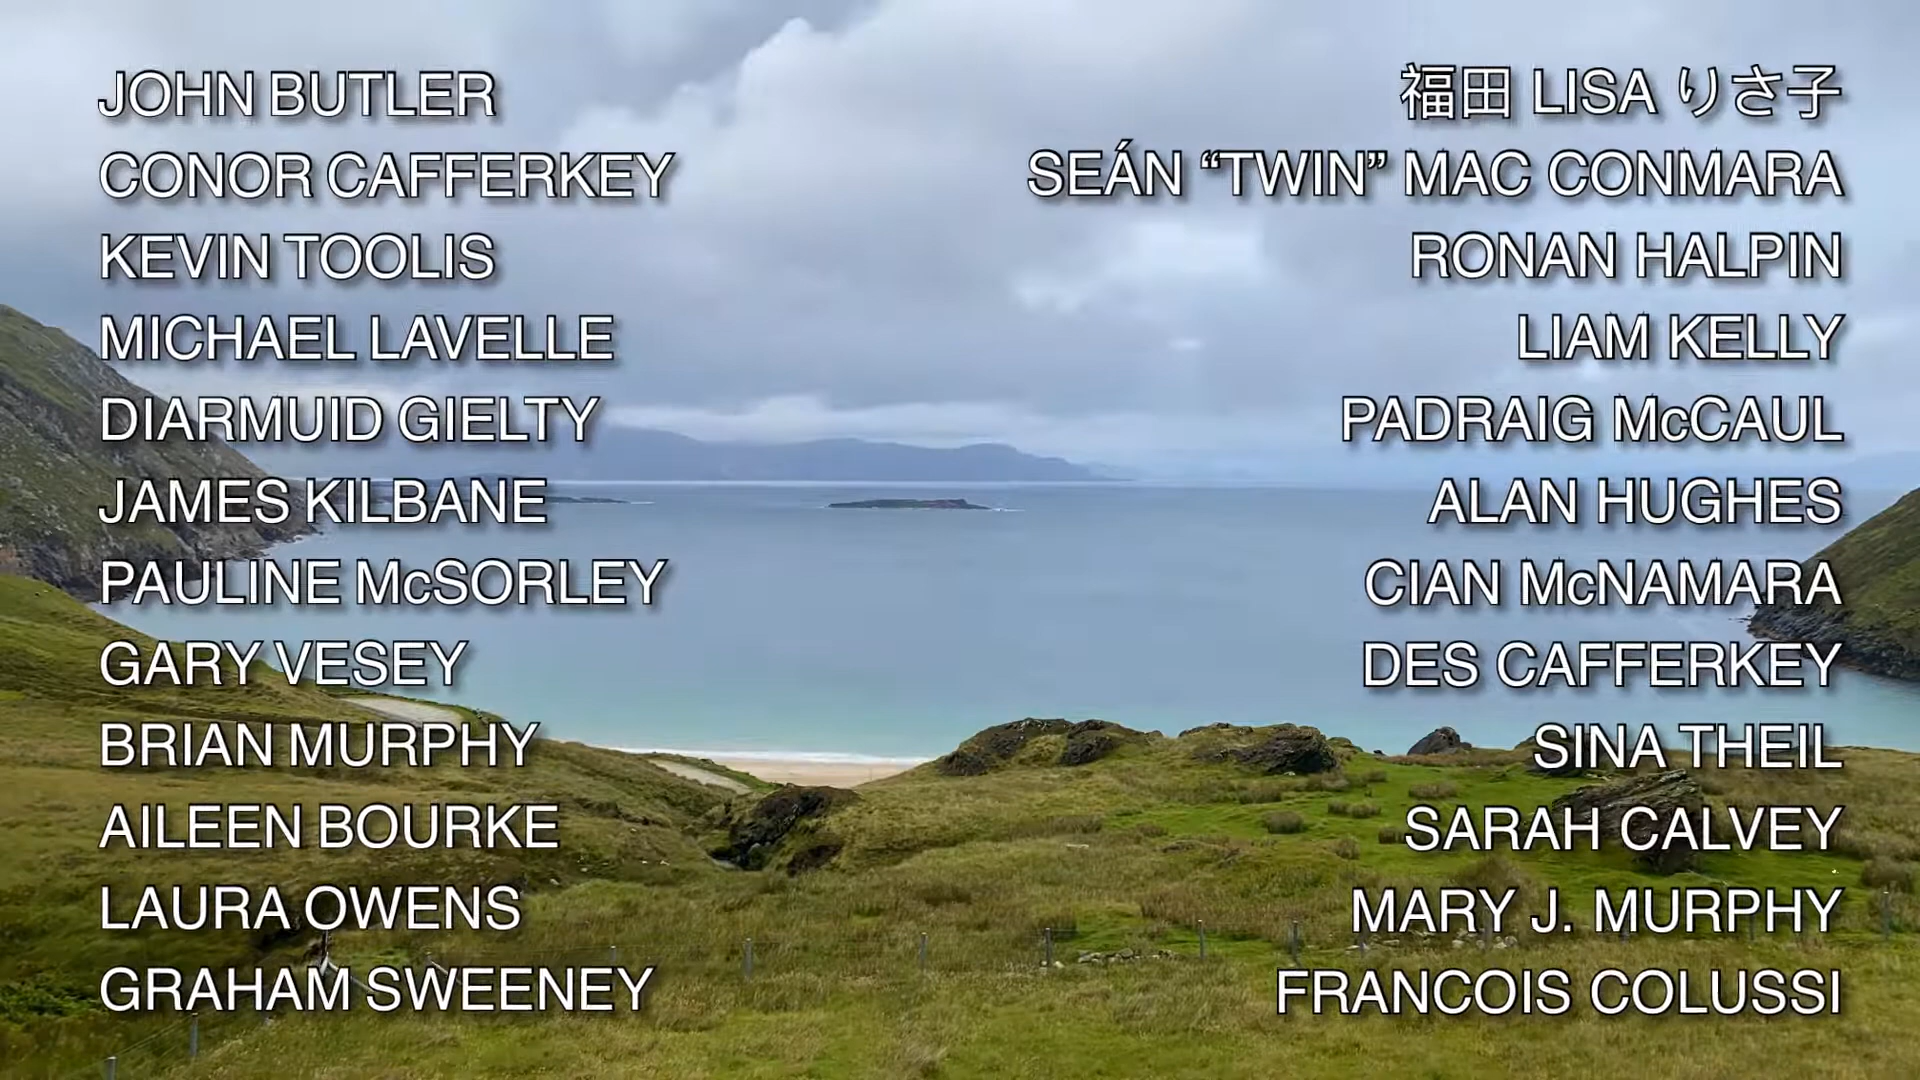 JOHN BUTLER
CONOR CAFFERKEY
KEVIN TOOLIS
MICHAEL LAVELLE
DIARMUID GIELTY
JAMES KILBANE
PAULINE McSORLEY
GARY VESEY
BRIAN MURPHY
AILEEN BOURKE
LAURA OWENS
GRAHAM SWEENEY
福田 LISA りさ子
SEÁN “TWIN” MAC CONMARA
RONAN HALPIN
LIAM KELLY
PADRAIG McCAUL
ALAN HUGHES
CIAN McNAMARA
DES CAFFERKEY
SINA THEIL
SARAH CALVEY
MARY J. MURPHY
FRANCOIS COLUSSI